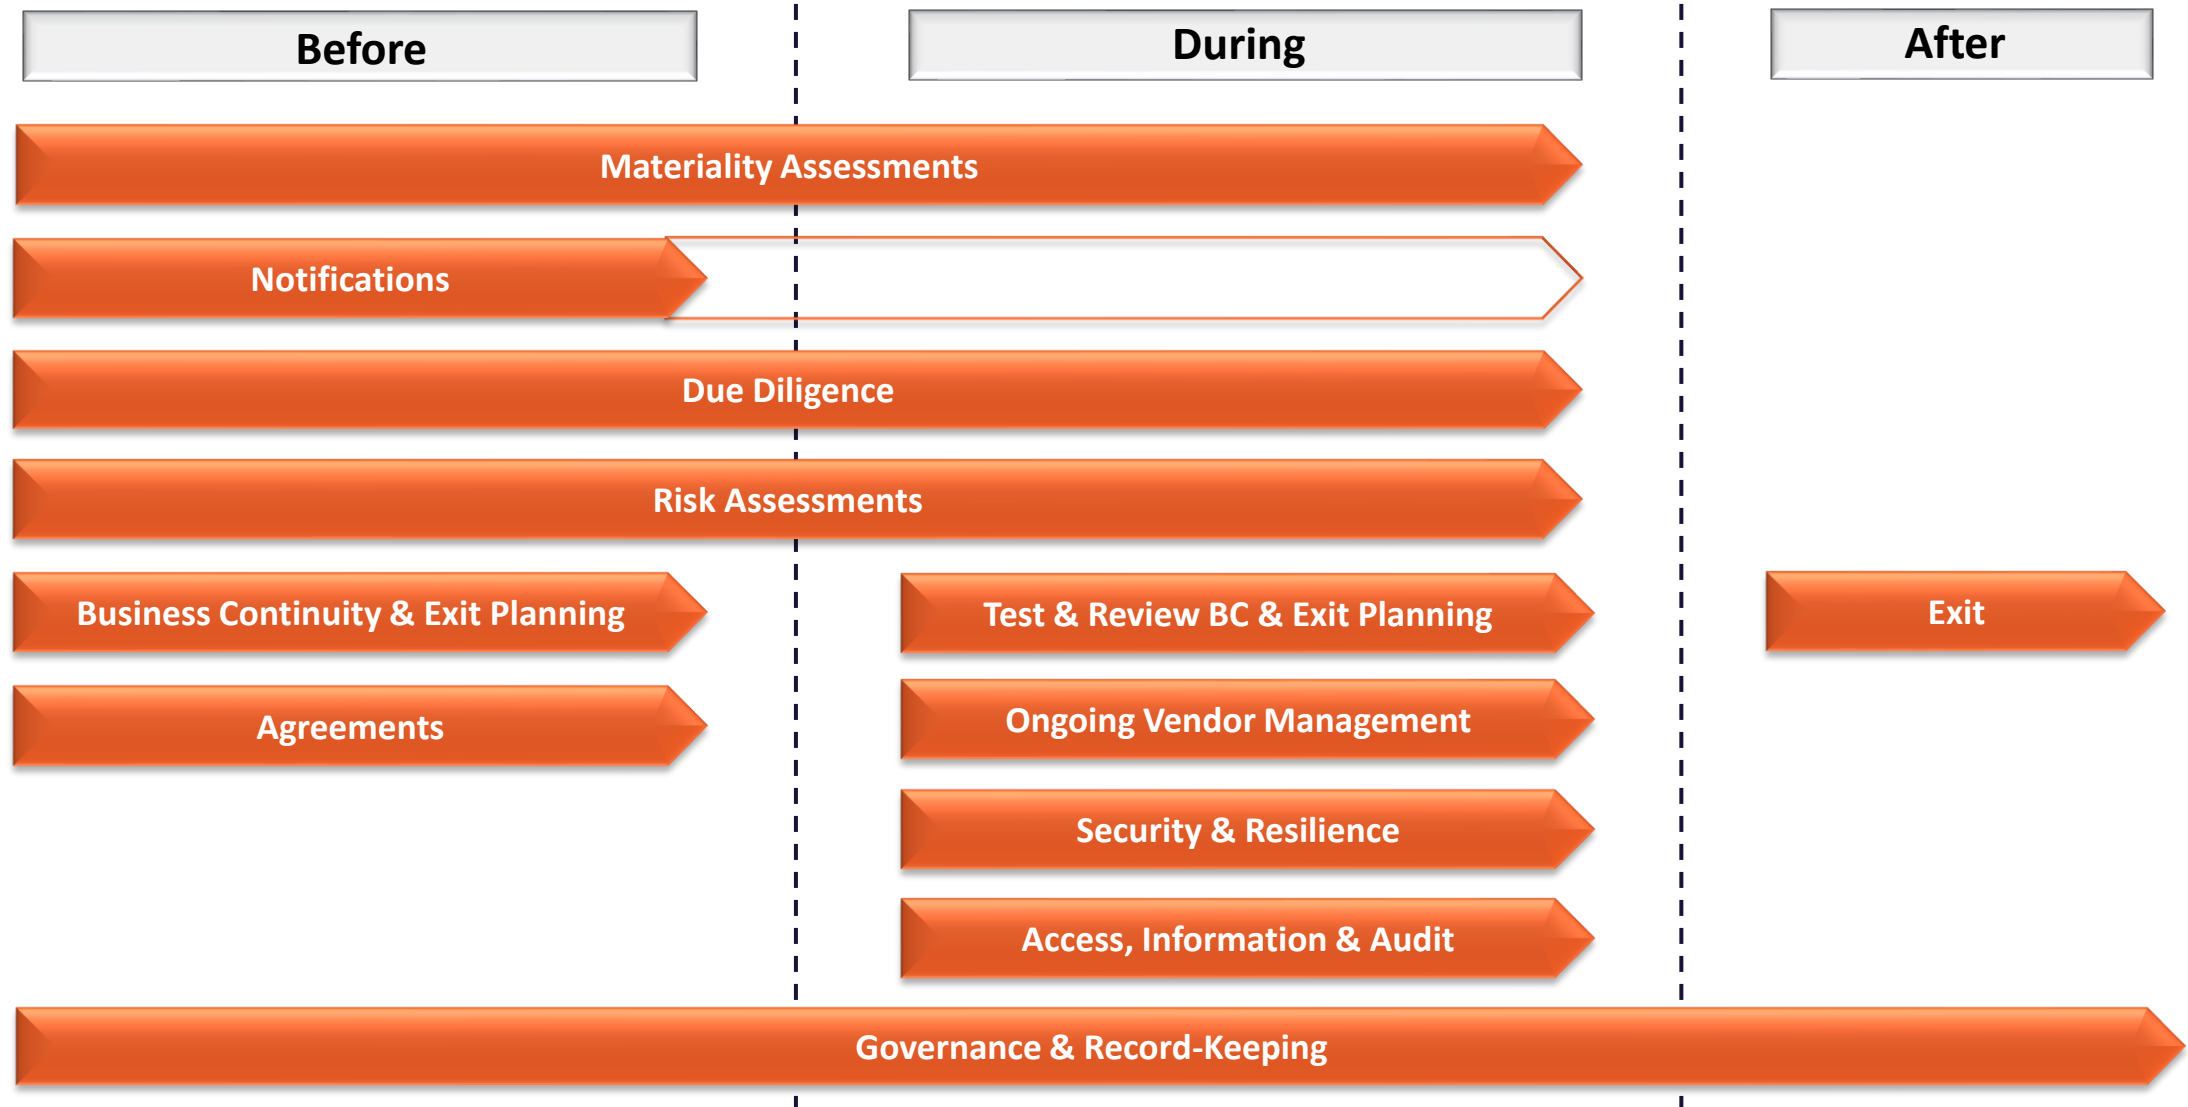 Before
During
After
Materiality Assessments
Notifications
Due Diligence
Risk Assessments
Business Continuity & Exit Planning
Test & Review BC & Exit Planning
Exit
Agreements
Ongoing Vendor Management
Security & Resilience
Access, Information & Audit
Governance & Record-Keeping